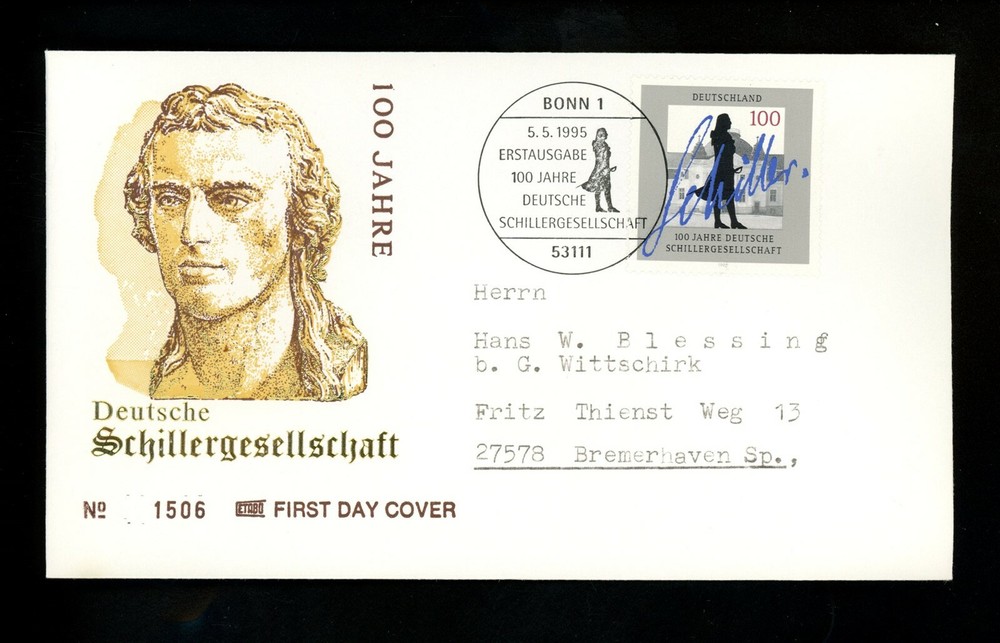 100 JAHRE
Deutsche
Schillergesellschaft
Nº 1506 ETABO FIRST DAY COVER
BONN 1
5.5.1995
ERSTAUSGABE
100 JAHRE
DEUTSCHE
SCHILLERGESELLSCHAFT
53111
DEUTSCHLAND
100
Schiller.
100 JAHRE DEUTSCHE
SCHILLERGESELLSCHAFT
Herrn
Hans W. Blessing
b. G. Wittschirk
Fritz Thienst Weg 13
27578 Bremerhaven Sp.,